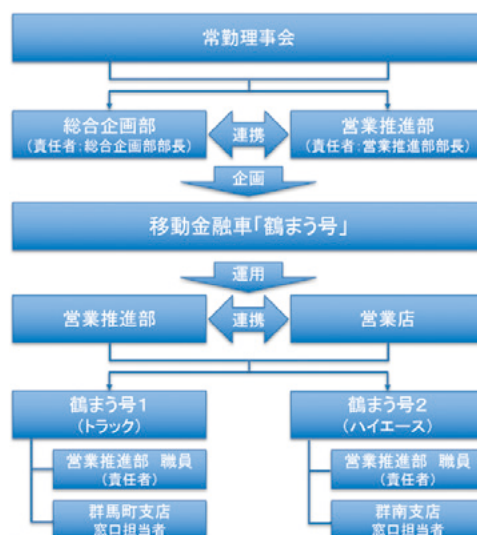 常勤理事会
総合企画部
(責任者:総合企画部部長)
連携
営業推進部
(責任者:営業推進部部長)
企画
移動金融車「鶴まう号」
運用
営業推進部
連携
営業店
鶴まう号1
(トラック)
鶴まう号2
(ハイエース)
営業推進部 職員
(責任者)
営業推進部 職員
(責任者)
群馬町支店
窓口担当者
群南支店
窓口担当者